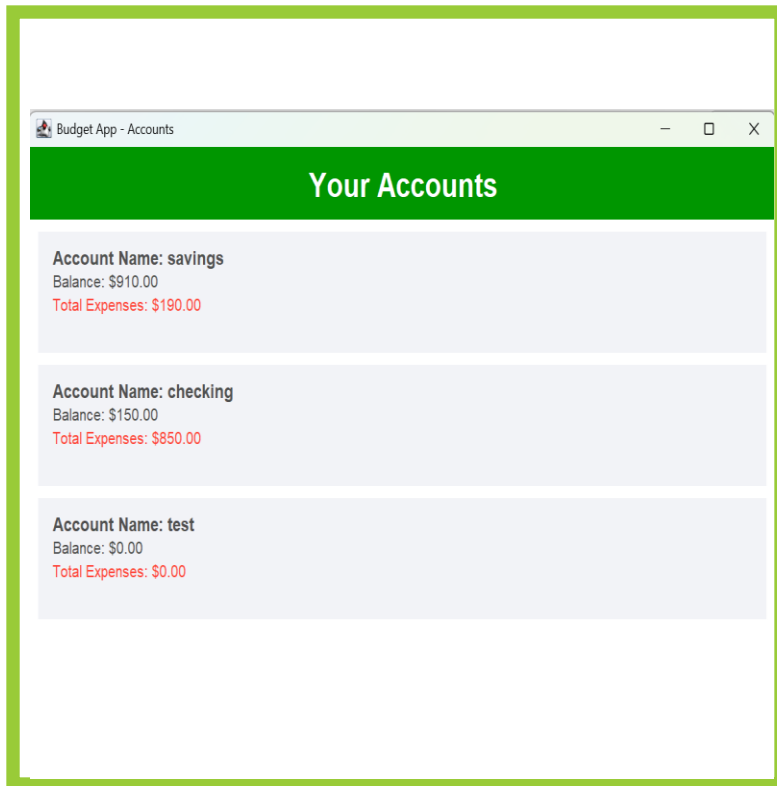 Budget App - Accounts
Your Accounts
Account Name: savings
Balance: $910.00
Total Expenses: $190.00
Account Name: checking
Balance: $150.00
Total Expenses: $850.00
Account Name: test
Balance: $0.00
Total Expenses: $0.00